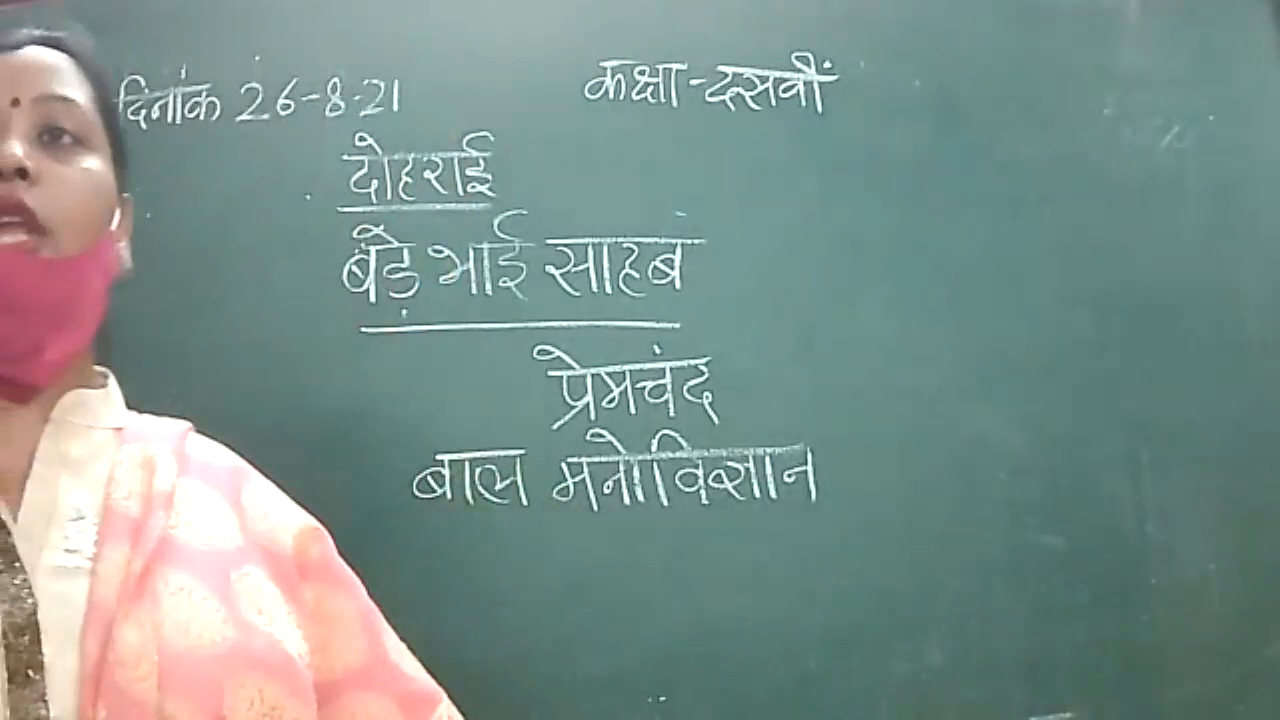 दिनांक 26-8-21
कक्षा-दसवीं
दोहराई
बड़े भाई साहब
प्रेमचंद
बाल मनोविज्ञान